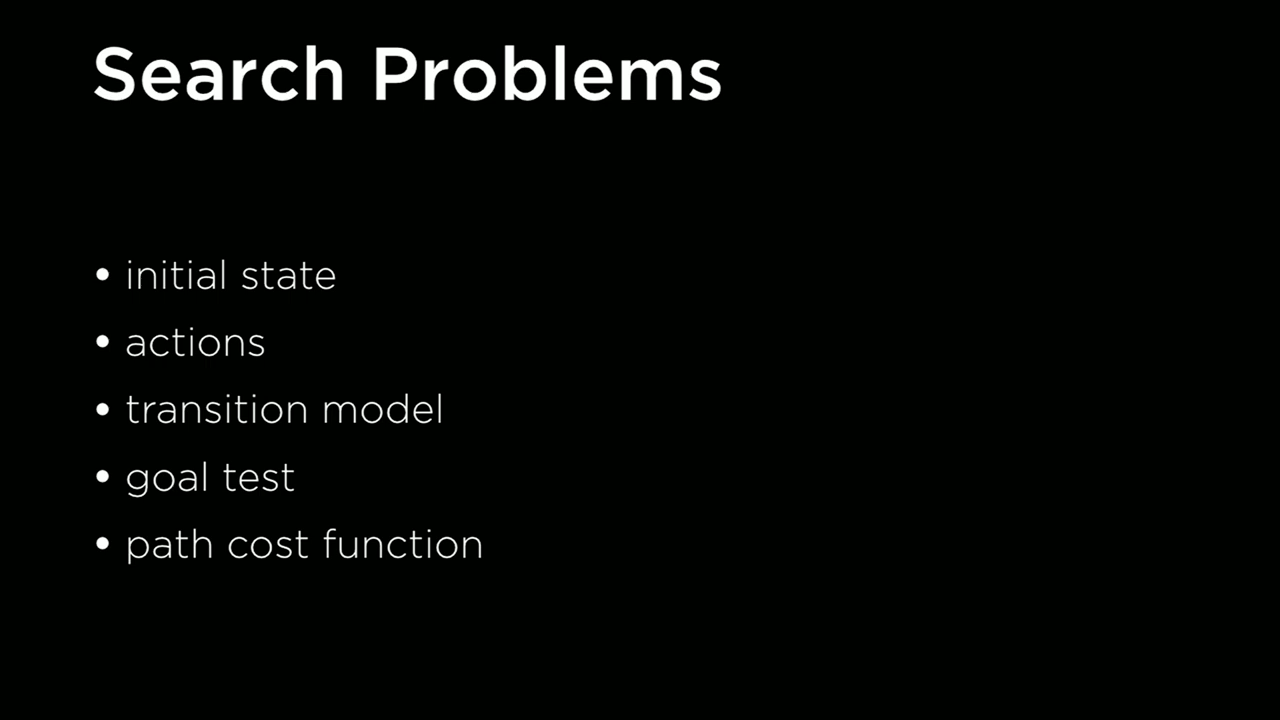 Search Problems
• initial state
• actions
• transition model
• goal test
• path cost function